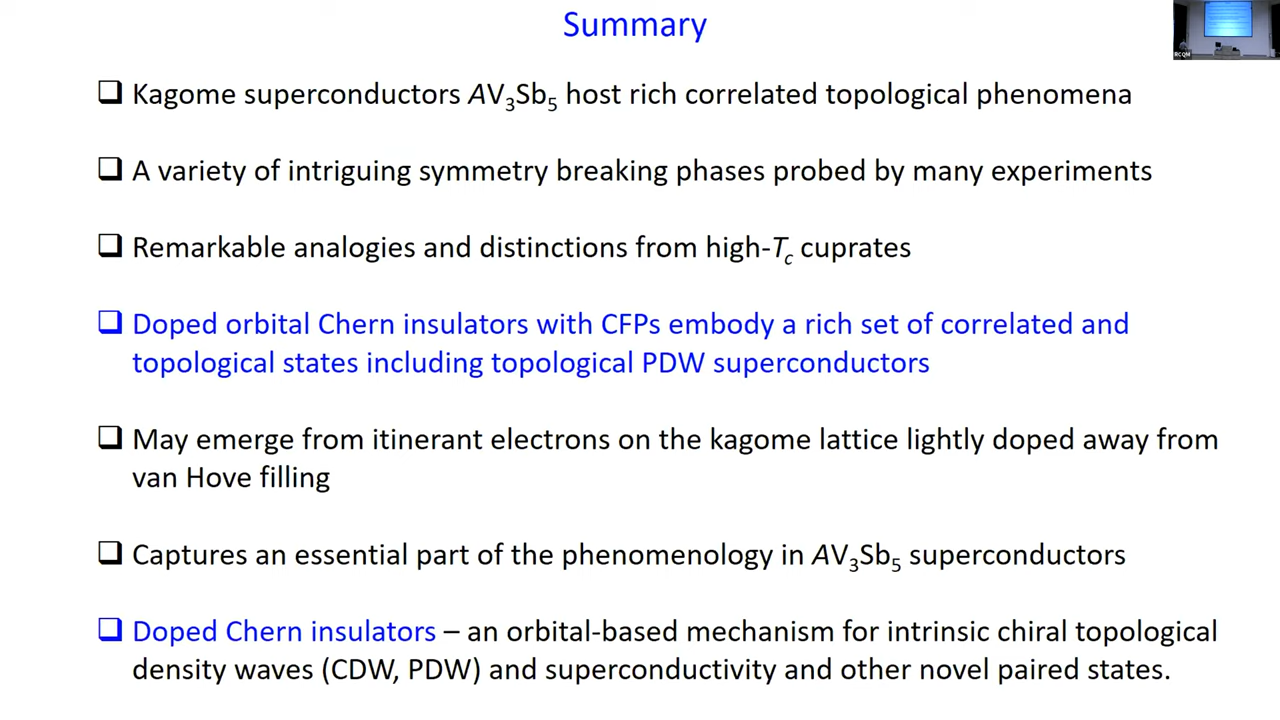 Summary
RCQM
❑ Kagome superconductors AV₃Sb₅ host rich correlated topological phenomena
❑ A variety of intriguing symmetry breaking phases probed by many experiments
❑ Remarkable analogies and distinctions from high-Tc cuprates
❑ Doped orbital Chern insulators with CFPs embody a rich set of correlated and
topological states including topological PDW superconductors
❑ May emerge from itinerant electrons on the kagome lattice lightly doped away from
van Hove filling
❑ Captures an essential part of the phenomenology in AV₃Sb₅ superconductors
❑ Doped Chern insulators – an orbital-based mechanism for intrinsic chiral topological
density waves (CDW, PDW) and superconductivity and other novel paired states.